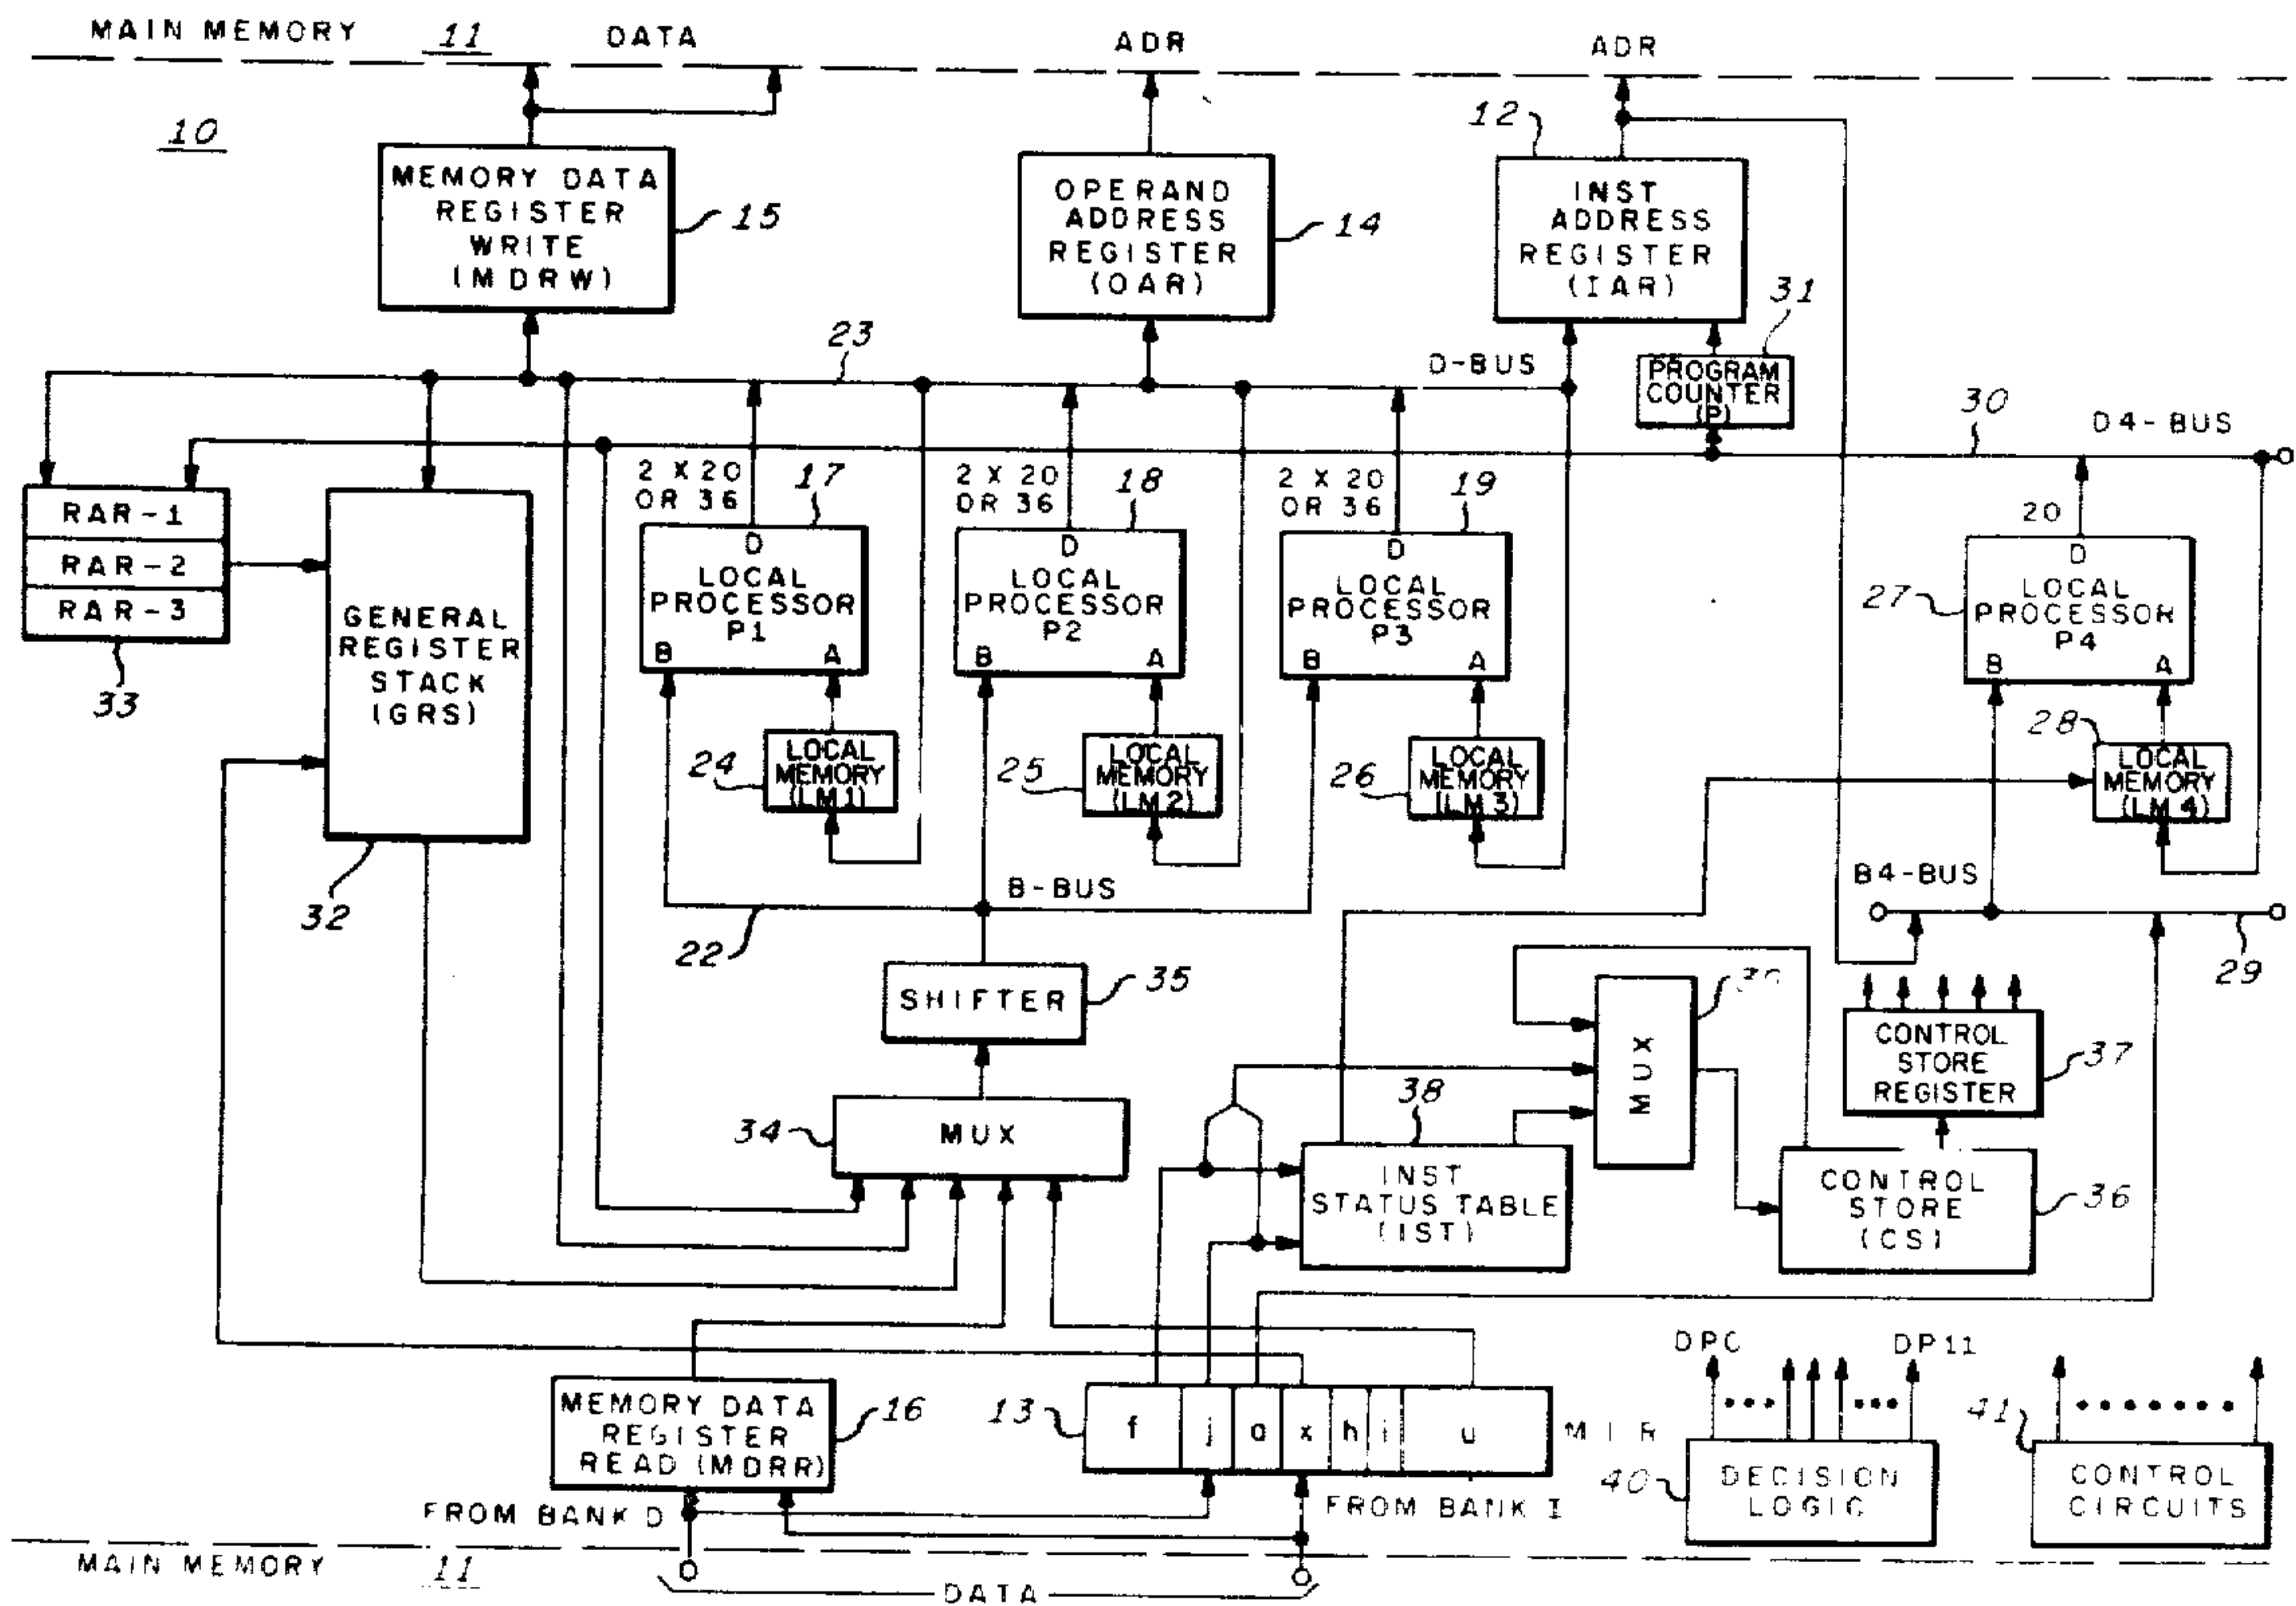 MAIN MEMORY 11 DATA ADR ADR
10
MEMORY DATA
REGISTER
WRITE
(MDRW)
15
OPERAND
ADDRESS
REGISTER
(OAR)
14
12
INST
ADDRESS
REGISTER
(IAR)
31
PROGRAM
COUNTER
(P)
23
D-BUS
30
D4-BUS
RAR-1
RAR-2
RAR-3
33
GENERAL
REGISTER
STACK
(GRS)
32
2 X 20
OR 36
17
D
LOCAL
PROCESSOR
P1
B A
2 X 20
OR 36
18
D
LOCAL
PROCESSOR
P2
B A
2 X 20
OR 36
19
D
LOCAL
PROCESSOR
P3
B A
20
27
D
LOCAL
PROCESSOR
P4
B A
24
LOCAL
MEMORY
(LM1)
25
LOCAL
MEMORY
(LM2)
26
LOCAL
MEMORY
(LM3)
28
LOCAL
MEMORY
(LM4)
B-BUS
22
B4-BUS
29
SHIFTER
35
MUX
34
MUX
38
INST
STATUS TABLE
(IST)
CONTROL
STORE
REGISTER
37
CONTROL
STORE
(CS)
36
MEMORY DATA
REGISTER
READ (MDRR)
16
13
f j a x h i u
MIR
DP0 DP11
40
DECISION
LOGIC
41
CONTROL
CIRCUITS
FROM BANK D
FROM BANK I
MAIN MEMORY 11
DATA